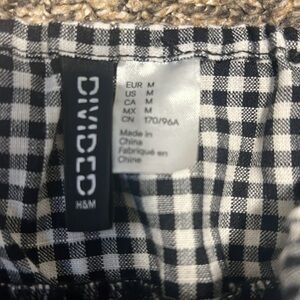 DIVIDED
H&M
EUR M
US M
CA M
MX M
CN 170/96A
Made in
China
Fabriqué en
Chine